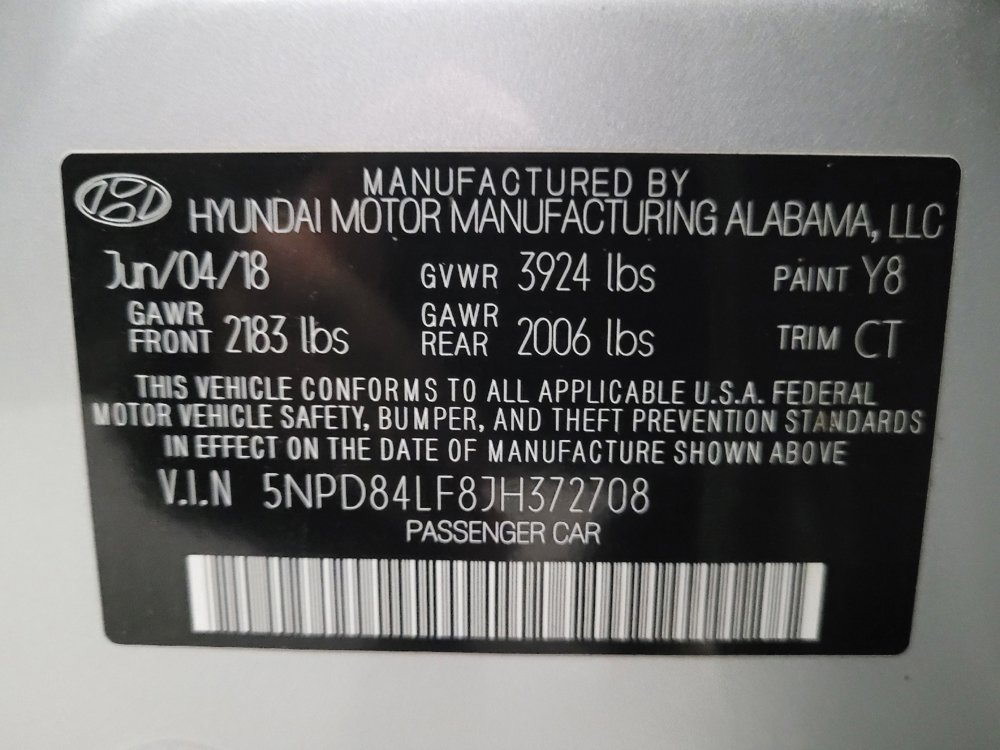 MANUFACTURED BY
HYUNDAI MOTOR MANUFACTURING ALABAMA, LLC
Jun/04/18 GVWR 3924 lbs PAINT Y8
GAWR FRONT 2183 lbs GAWR REAR 2006 lbs TRIM CT
THIS VEHICLE CONFORMS TO ALL APPLICABLE U.S.A. FEDERAL
MOTOR VEHICLE SAFETY, BUMPER, AND THEFT PREVENTION STANDARDS
IN EFFECT ON THE DATE OF MANUFACTURE SHOWN ABOVE
V.I.N 5NPD84LF8JH372708
PASSENGER CAR